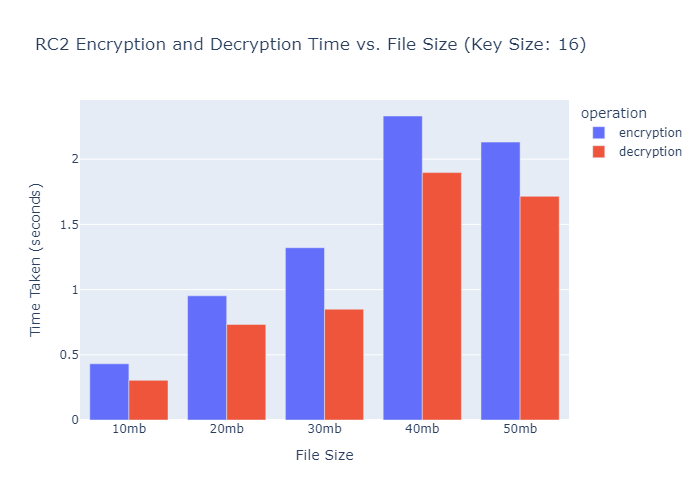 RC2 Encryption and Decryption Time vs. File Size (Key Size: 16)
operation
encryption
decryption
Time Taken (seconds)
2
1.5
1
0.5
0
10mb 20mb 30mb 40mb 50mb
File Size